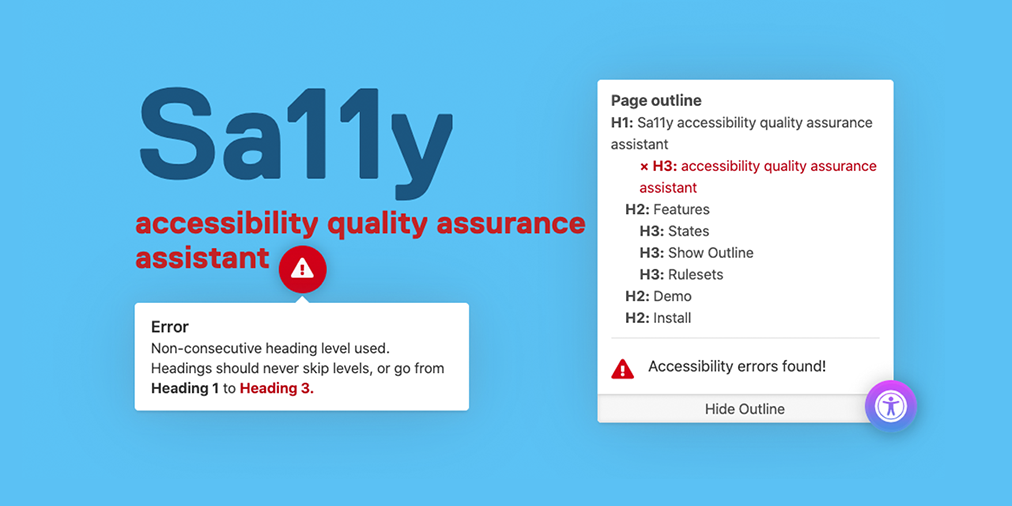 Sa11y
accessibility quality assurance
assistant
Error
Non-consecutive heading level used.
Headings should never skip levels, or go from
Heading 1 to Heading 3.
Page outline
H1: Sa11y accessibility quality assurance
assistant
× H3: accessibility quality assurance
assistant
H2: Features
H3: States
H3: Show Outline
H3: Rulesets
H2: Demo
H2: Install
Accessibility errors found!
Hide Outline